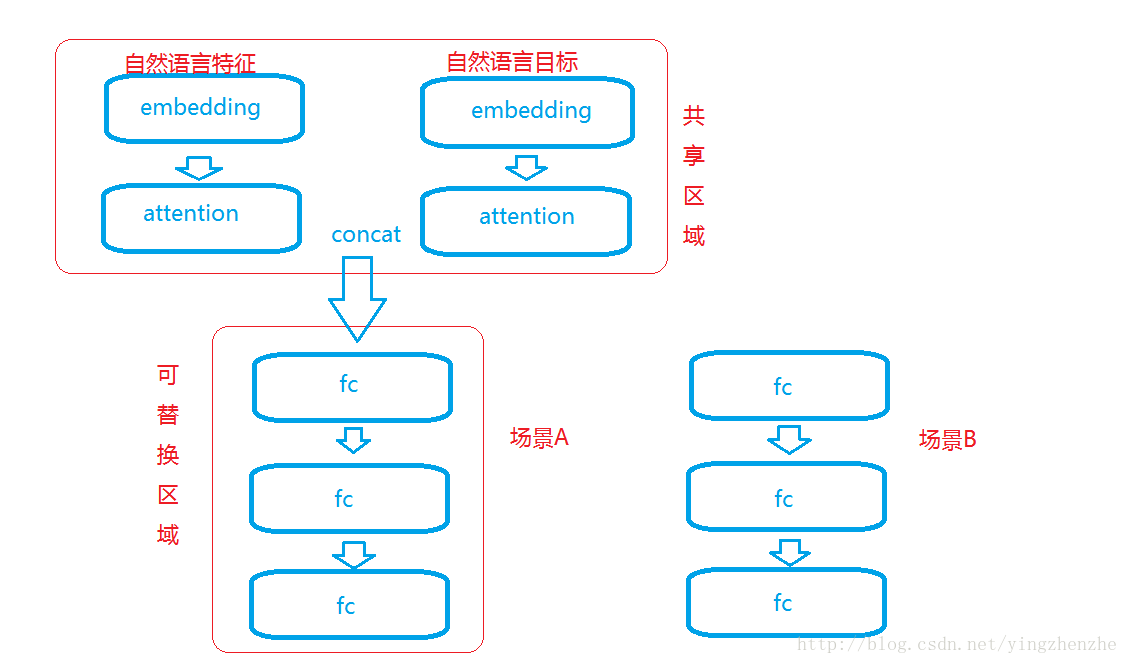 自然语言特征
自然语言目标
embedding
embedding
attention
attention
concat
共享区域
可替换区域
fc
fc
fc
场景A
fc
fc
fc
场景B
http://blog.csdn.net/yingzhenzhe